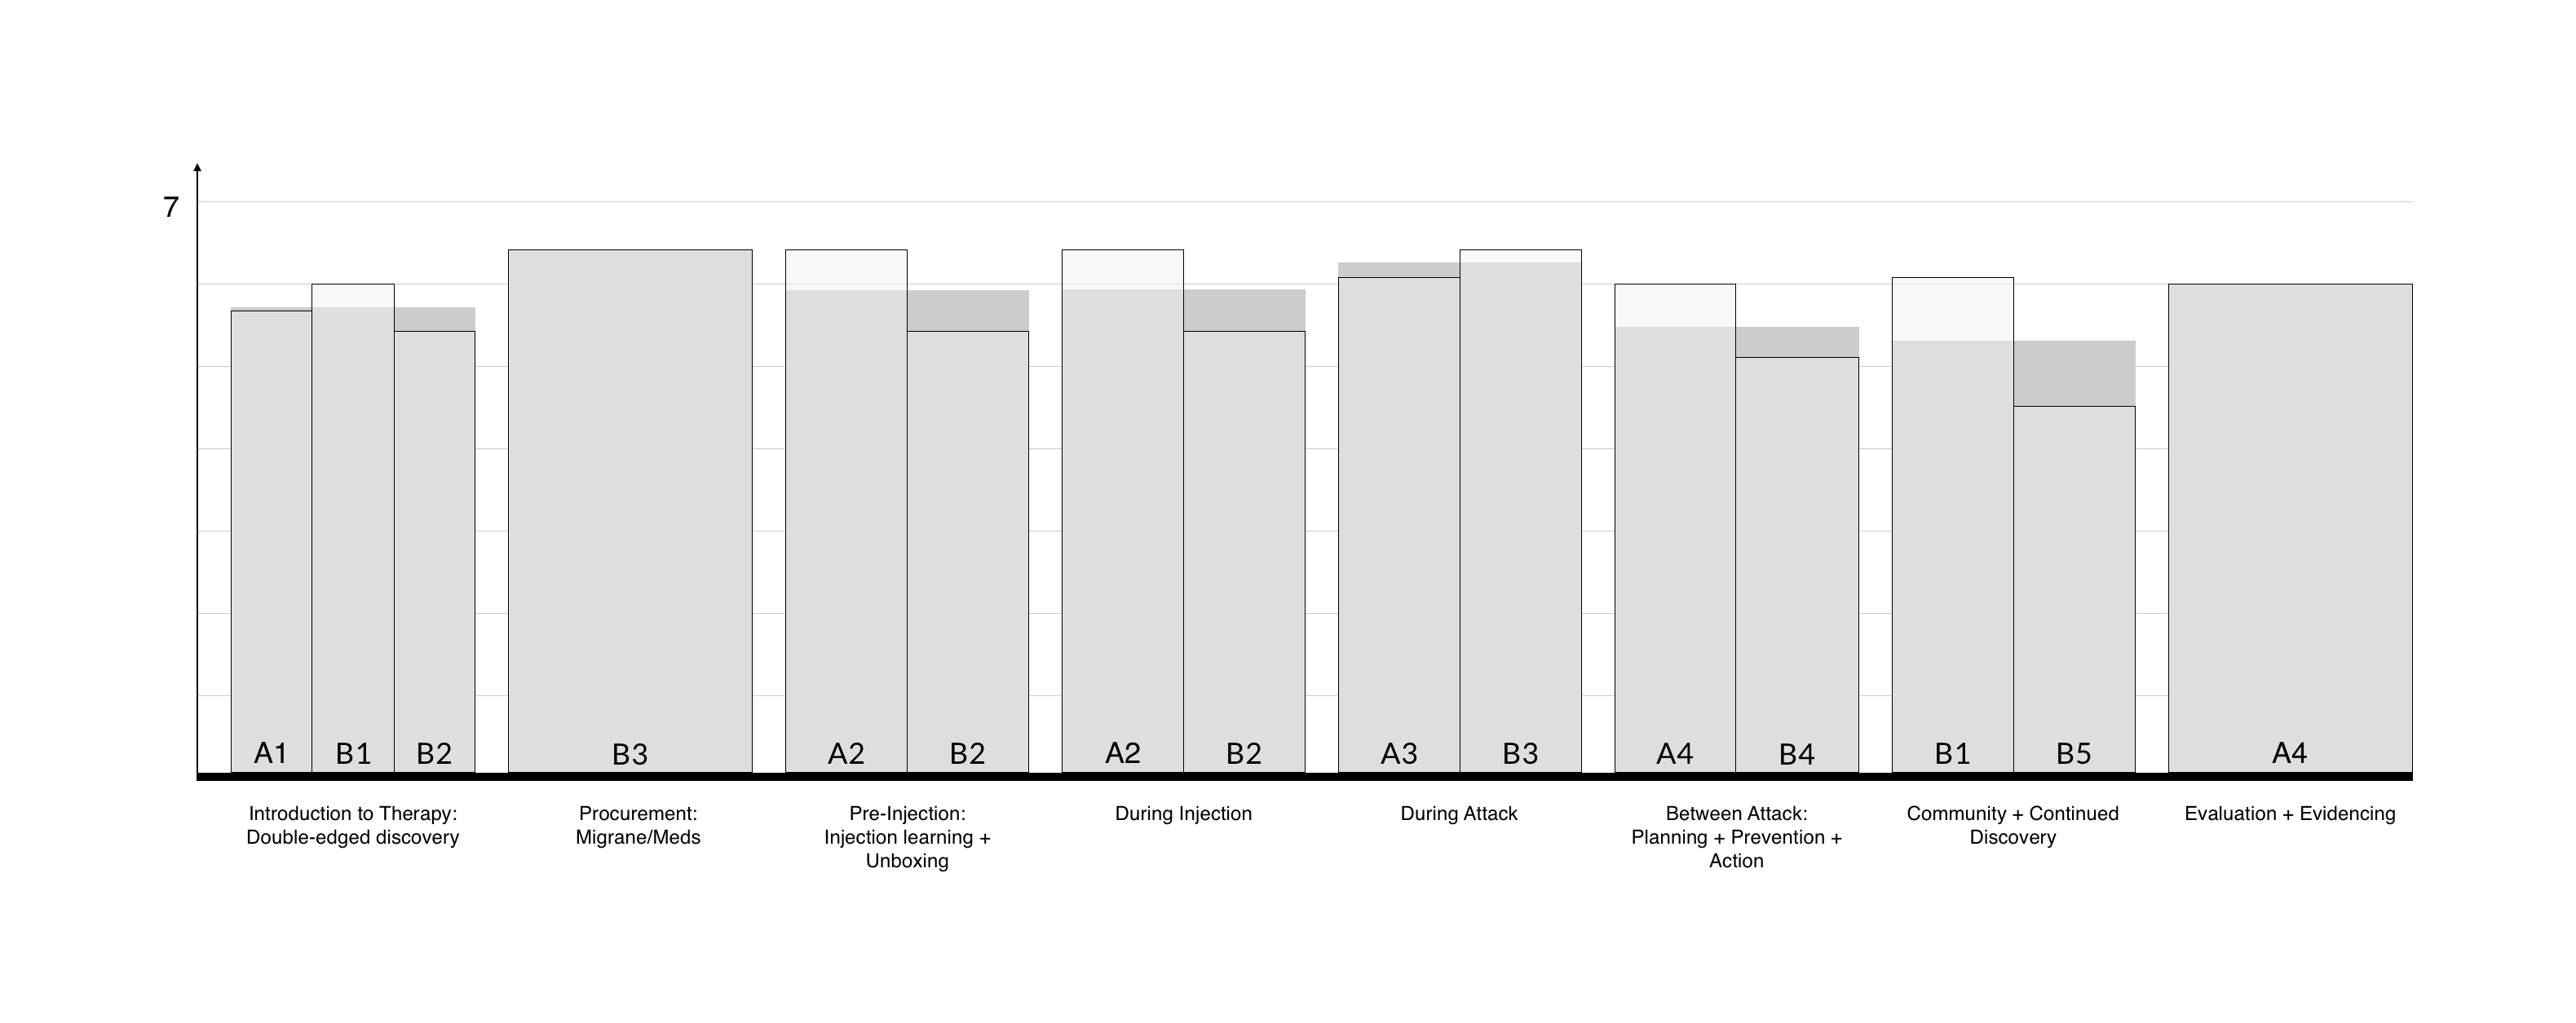 7
A1 B1 B2 B3 A2 B2 A2 B2 A3 B3 A4 B4 B1 B5 A4
Introduction to Therapy:
Double-edged discovery
Procurement:
Migrane/Meds
Pre-Injection:
Injection learning +
Unboxing
During Injection
During Attack
Between Attack:
Planning + Prevention +
Action
Community + Continued
Discovery
Evaluation + Evidencing